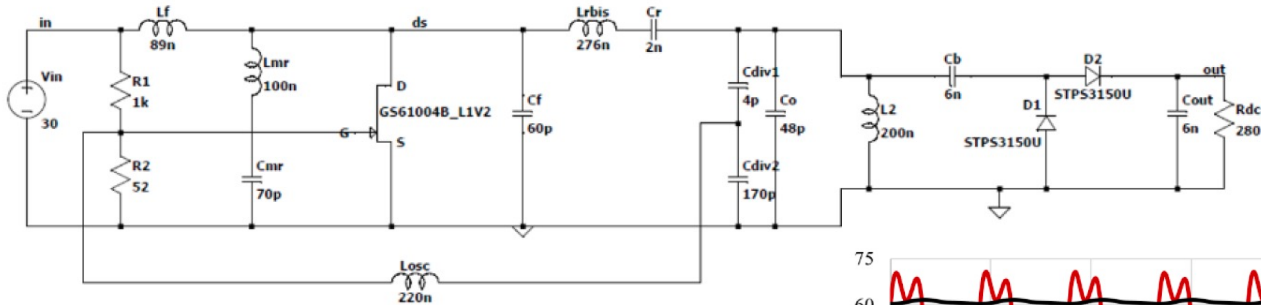 in
Lf
89n
ds
Lrbis
276n
Cr
2n
Vin
30
R1
1k
Lmr
100n
D
GS61004B_L1V2
G
S
Cf
60p
Cdiv1
4p
Co
48p
L2
200n
Cb
6n
D2
STPS3150U
D1
STPS3150U
out
Cout
6n
Rdc
280
R2
52
Cmr
70p
Cdiv2
170p
Losc
220n
75
60